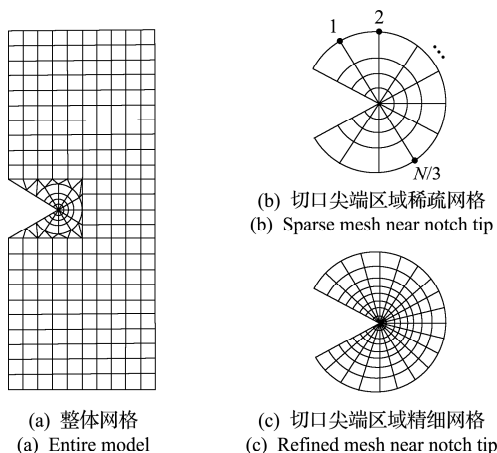 1
2
...
N/3
(b) 切口尖端区域稀疏网格
(b) Sparse mesh near notch tip
(a) 整体网格
(a) Entire model
(c) 切口尖端区域精细网格
(c) Refined mesh near notch tip